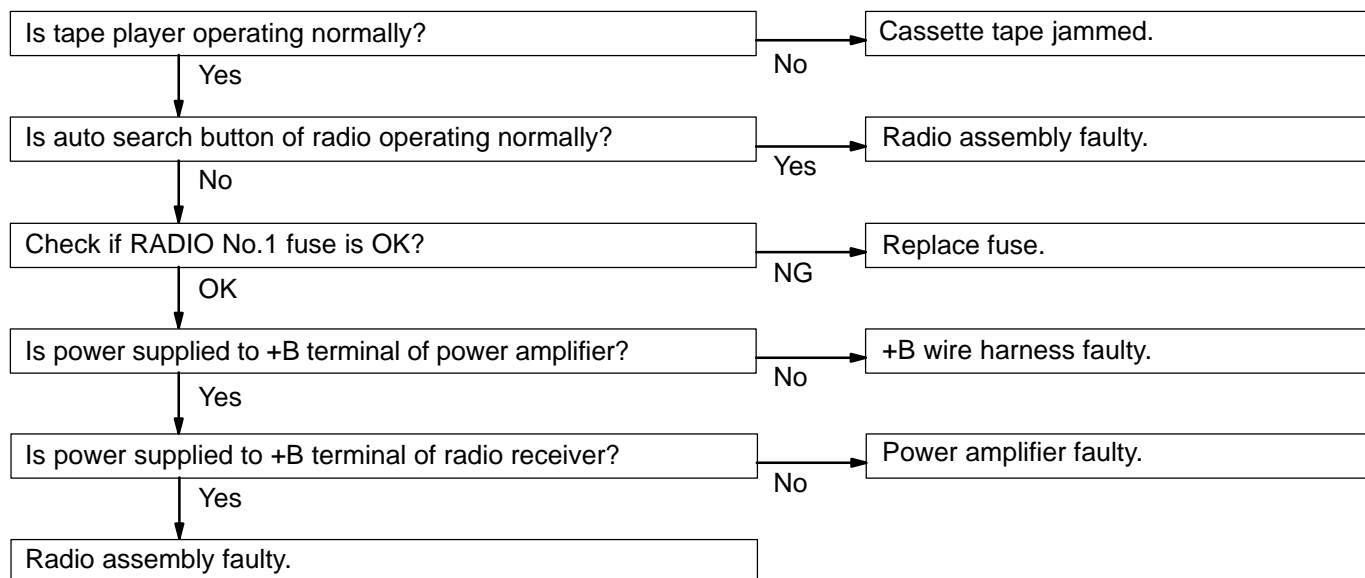 Is tape player operating normally?
No
Cassette tape jammed.
Yes
Is auto search button of radio operating normally?
Yes
Radio assembly faulty.
No
Check if RADIO No.1 fuse is OK?
NG
Replace fuse.
OK
Is power supplied to +B terminal of power amplifier?
No
+B wire harness faulty.
Yes
Is power supplied to +B terminal of radio receiver?
No
Power amplifier faulty.
Yes
Radio assembly faulty.